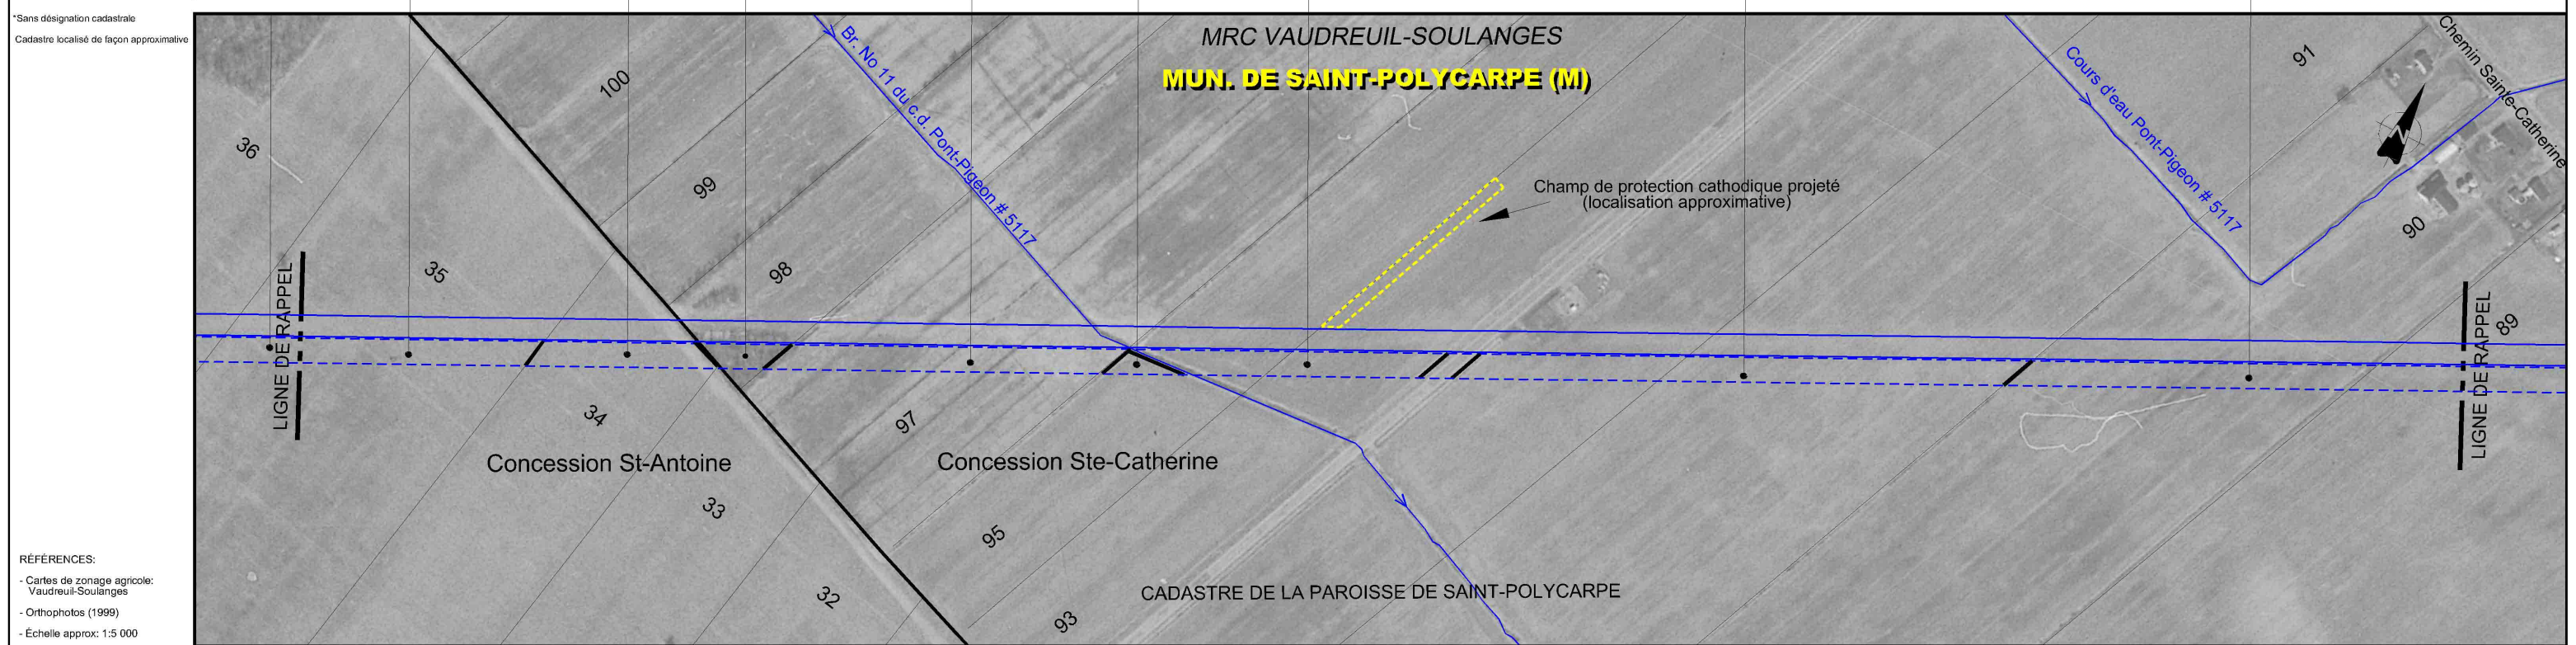 *Sans désignation cadastrale
Cadastre localisé de façon approximative
MRC VAUDREUIL-SOULANGES
MUN. DE SAINT-POLYCARPE (M)
100
Br. No 11 du c.d. Pont-Pigeon # 5117
Cours d'eau Pont-Pigeon # 5117
91
Chemin Sainte-Catherine
N
36
99
Champ de protection cathodique projeté
(localisation approximative)
90
35
98
LIGNE DE RAPPEL
LIGNE DE RAPPEL
89
34
97
Concession St-Antoine
Concession Ste-Catherine
33
95
32
93
CADASTRE DE LA PAROISSE DE SAINT-POLYCARPE
RÉFÉRENCES:
- Cartes de zonage agricole:
Vaudreuil-Soulanges
- Orthophotos (1999)
- Échelle approx: 1:5 000